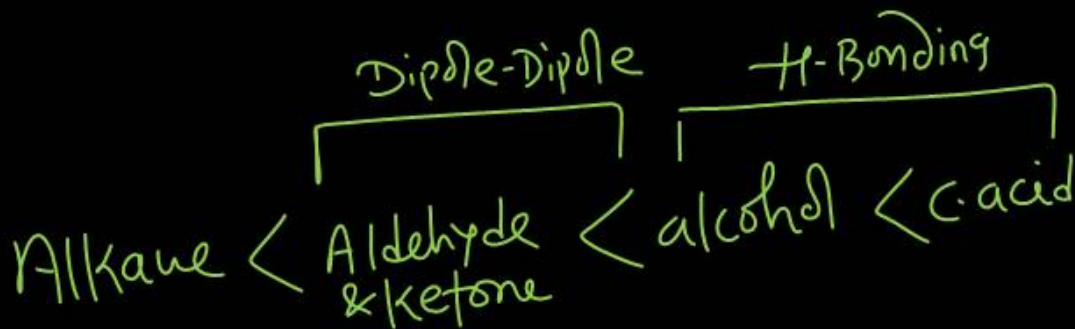 Dipole-Dipole H-Bonding
Alkane < Aldehyde < alcohol < c.acid
& Ketone